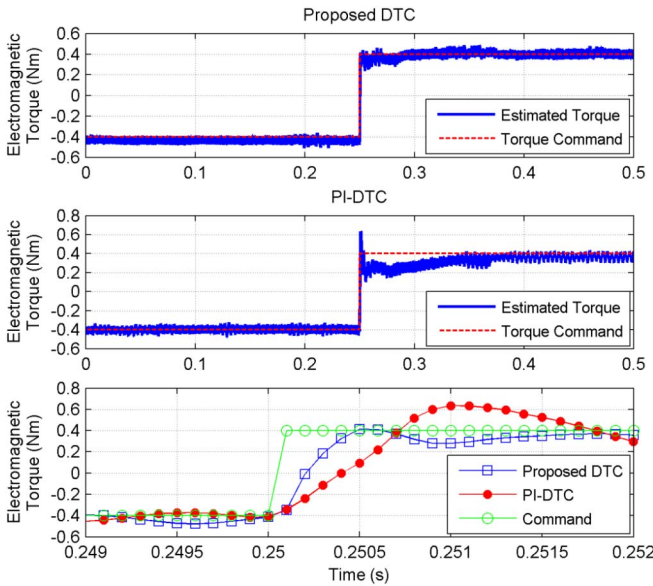 Proposed DTC
Electromagnetic
Torque (Nm)
0.6
0.4
0.2
0
-0.2
-0.4
-0.6
Estimated Torque
Torque Command
0 0.1 0.2 0.3 0.4 0.5
PI-DTC
Electromagnetic
Torque (Nm)
0.8
0.6
0.4
0.2
0
-0.2
-0.4
-0.6
Estimated Torque
Torque Command
0 0.1 0.2 0.3 0.4 0.5
Electromagnetic
Torque (Nm)
0.8
0.6
0.4
0.2
0
-0.2
-0.4
-0.6
Proposed DTC
PI-DTC
Command
0.249 0.2495 0.25 0.2505 0.251 0.2515 0.252
Time (s)